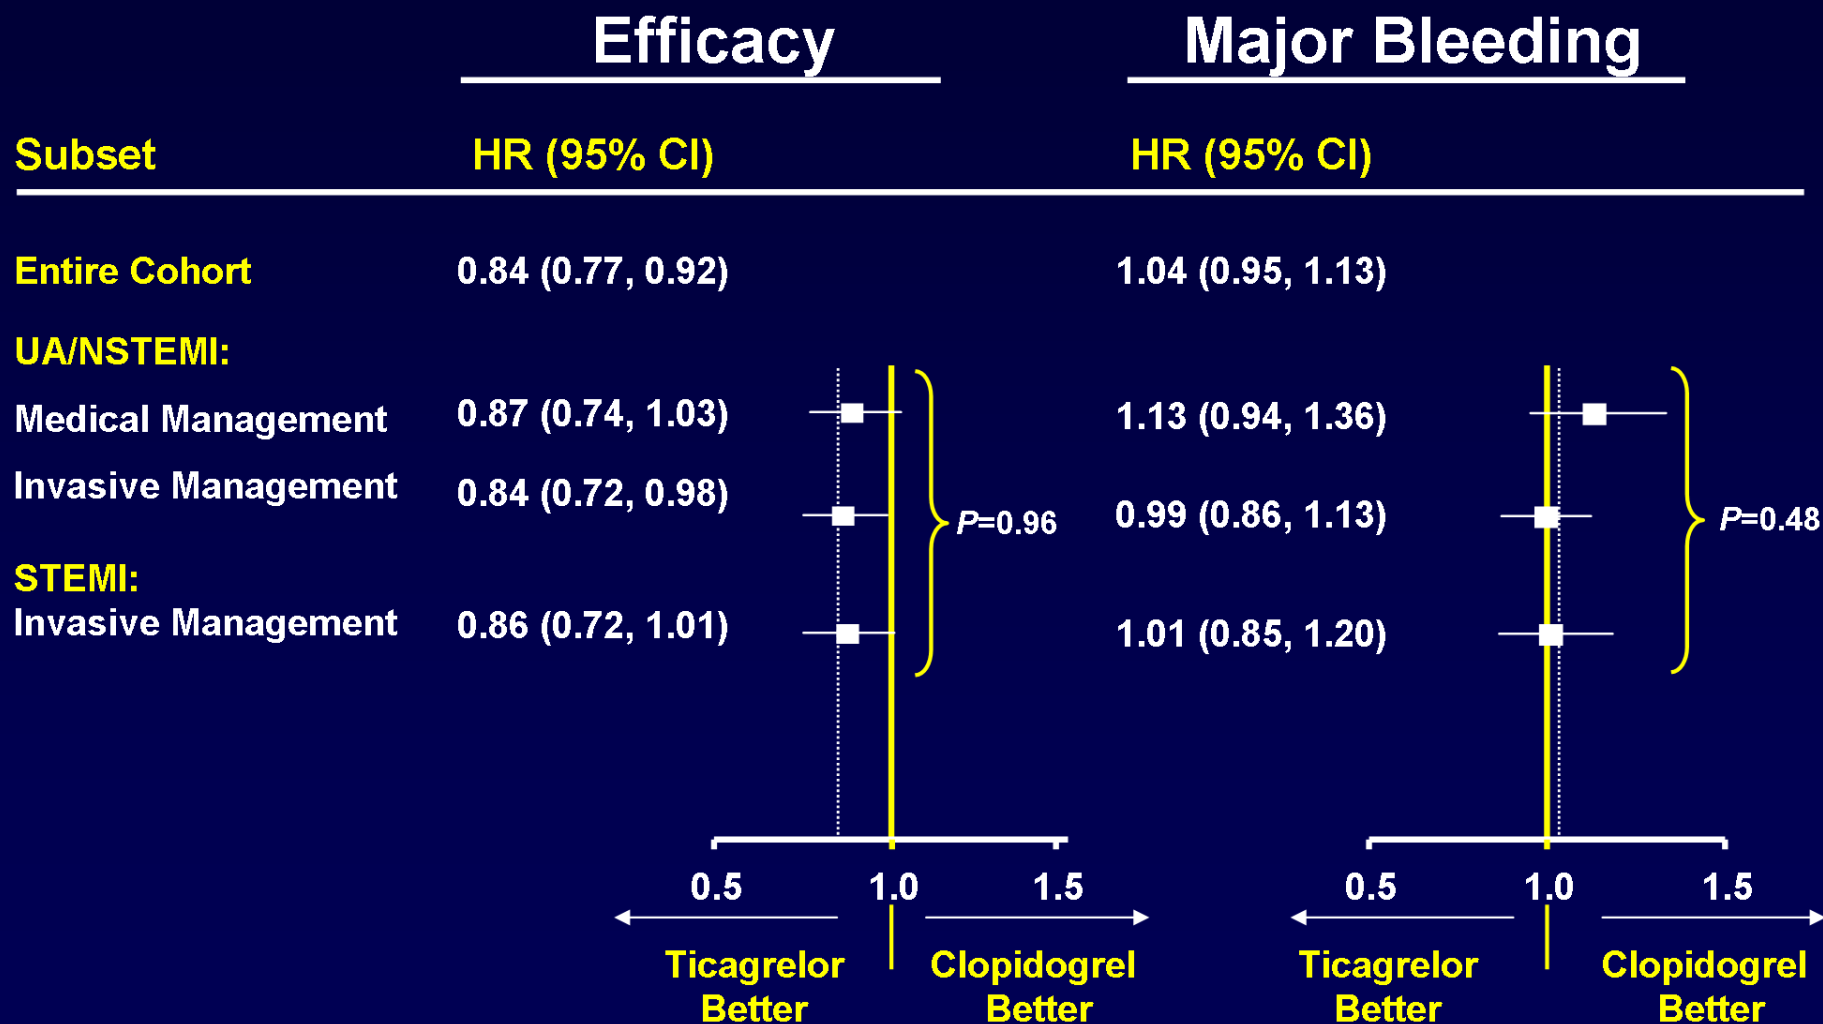 Efficacy Major Bleeding
Subset HR (95% CI) HR (95% CI)
Entire Cohort 0.84 (0.77, 0.92) 1.04 (0.95, 1.13)
UA/NSTEMI:
Medical Management 0.87 (0.74, 1.03) 1.13 (0.94, 1.36)
Invasive Management 0.84 (0.72, 0.98) P=0.96 0.99 (0.86, 1.13) P=0.48
STEMI:
Invasive Management 0.86 (0.72, 1.01) 1.01 (0.85, 1.20)
0.5 1.0 1.5 0.5 1.0 1.5
Ticagrelor Clopidogrel Ticagrelor Clopidogrel
Better Better Better Better